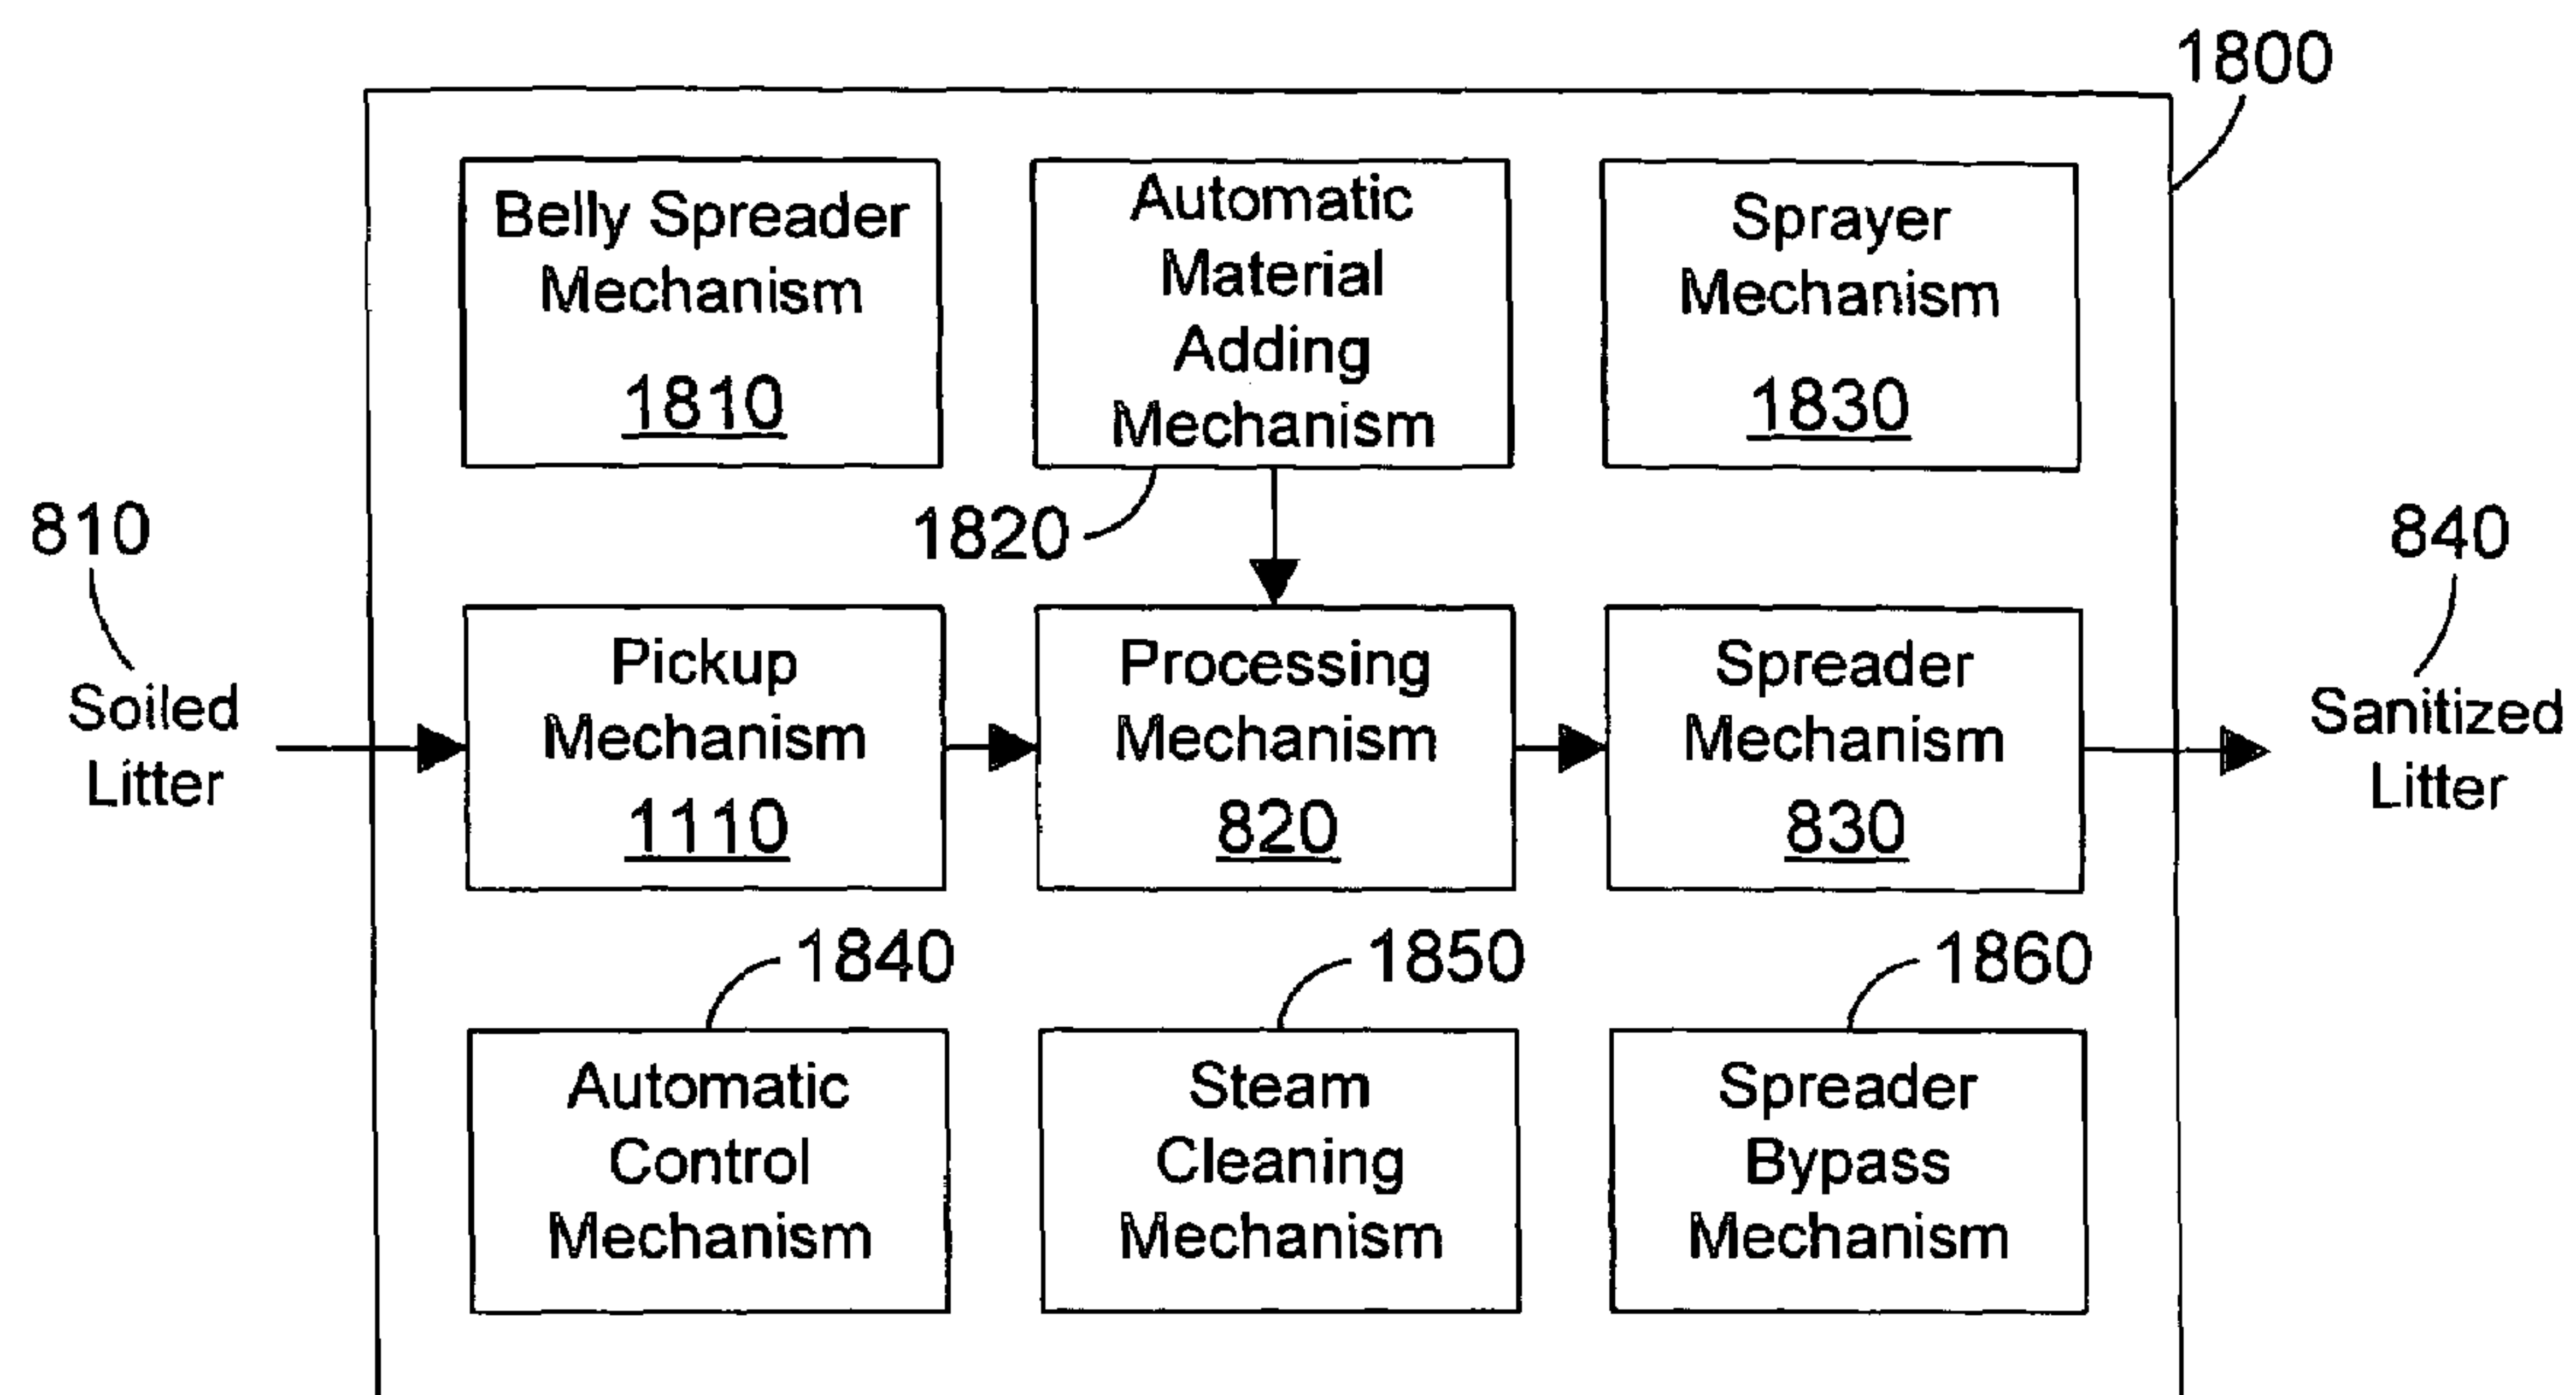 1800
Belly Spreader
Mechanism
1810
Automatic
Material
Adding
Mechanism
1820
Sprayer
Mechanism
1830
810
Soiled
Litter
Pickup
Mechanism
1110
Processing
Mechanism
820
Spreader
Mechanism
830
840
Sanitized
Litter
1840
Automatic
Control
Mechanism
1850
Steam
Cleaning
Mechanism
1860
Spreader
Bypass
Mechanism